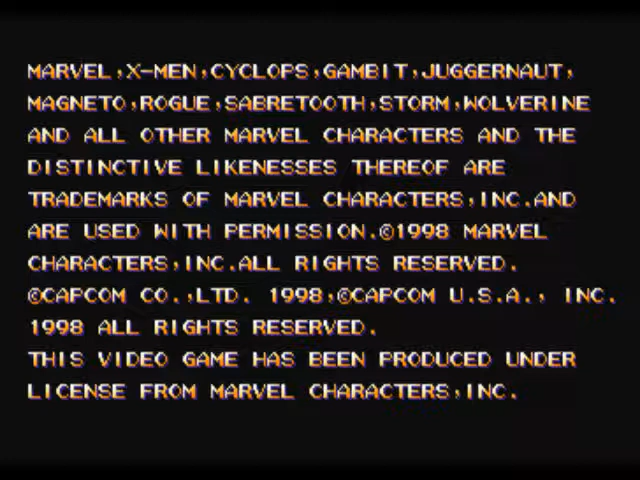 MARVEL,X-MEN,CYCLOPS,GAMBIT,JUGGERNAUT,
MAGNETO,ROGUE,SABRETOOTH,STORM,WOLVERINE
AND ALL OTHER MARVEL CHARACTERS AND THE
DISTINCTIVE LIKENESSES THEREOF ARE
TRADEMARKS OF MARVEL CHARACTERS,INC.AND
ARE USED WITH PERMISSION.©1998 MARVEL
CHARACTERS,INC.ALL RIGHTS RESERVED.
©CAPCOM CO.,LTD. 1998,©CAPCOM U.S.A., INC.
1998 ALL RIGHTS RESERVED.
THIS VIDEO GAME HAS BEEN PRODUCED UNDER
LICENSE FROM MARVEL CHARACTERS,INC.